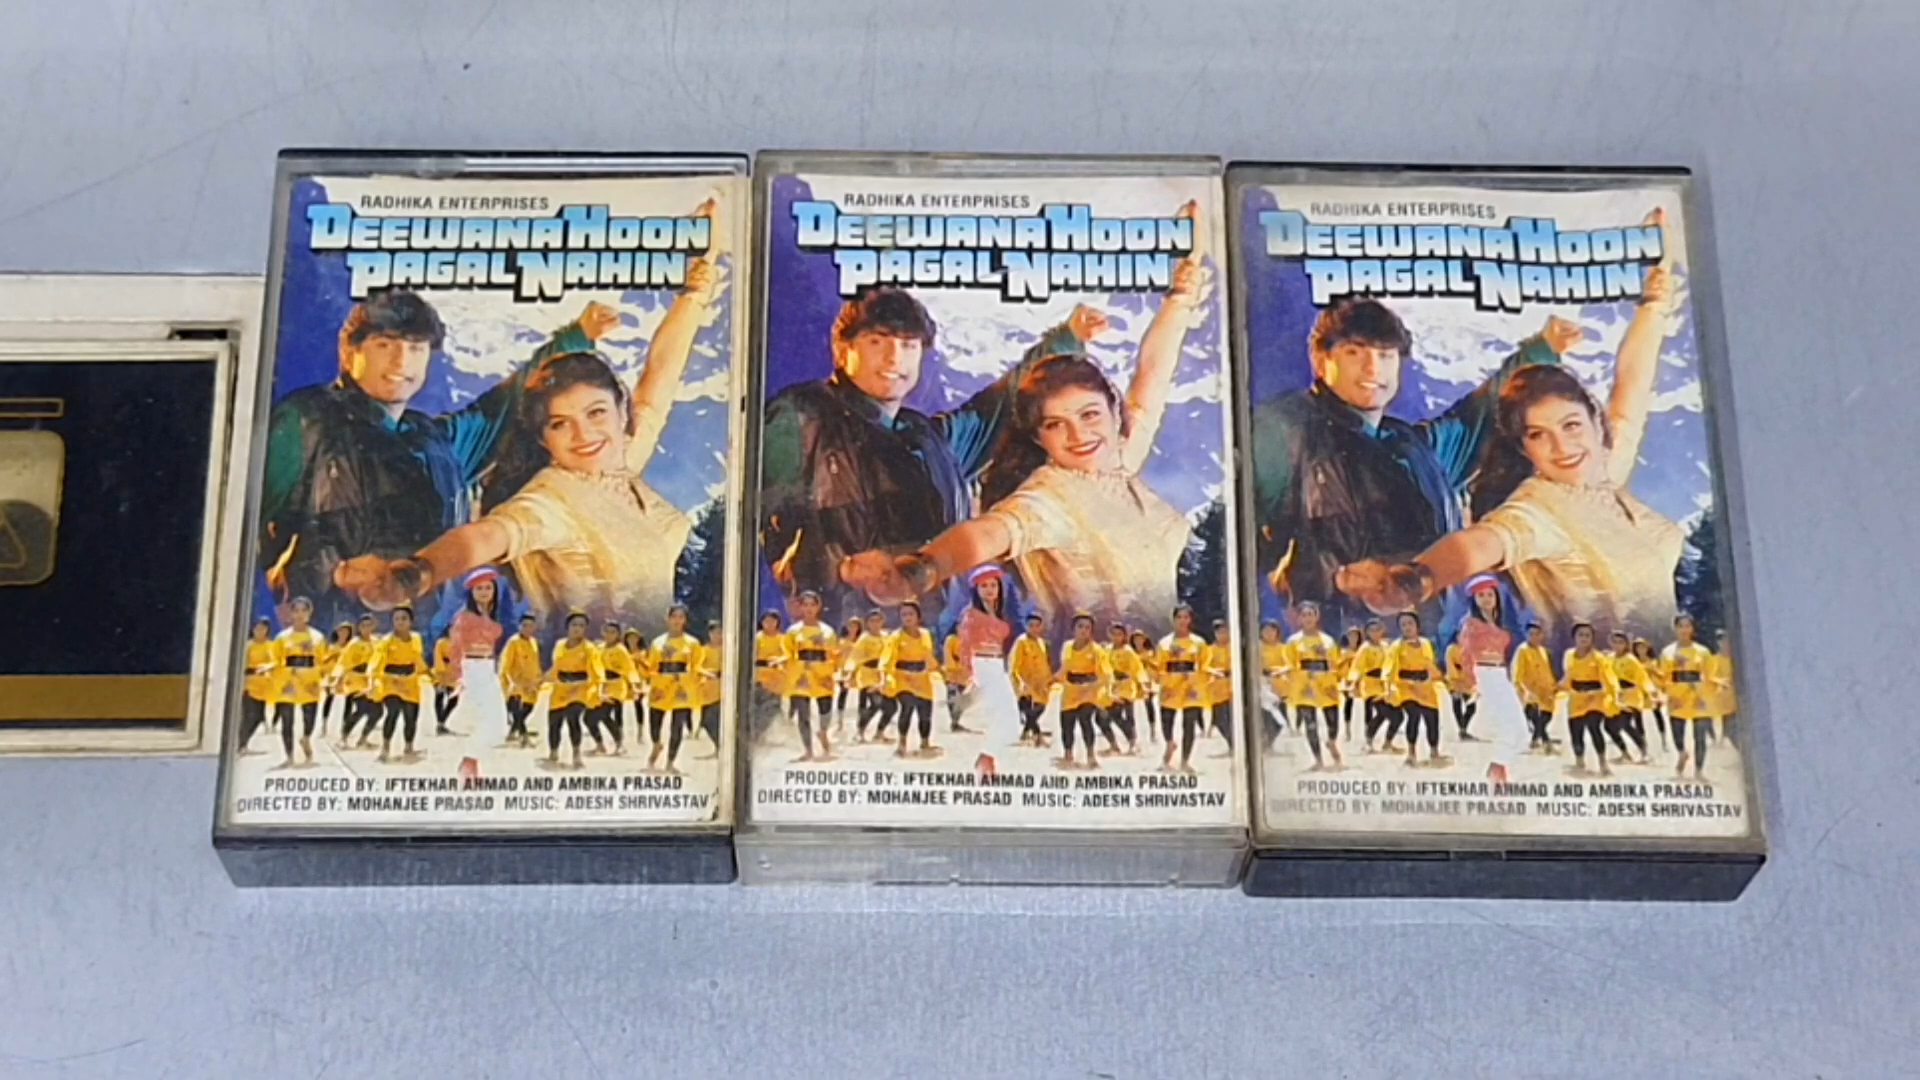 RADHIKA ENTERPRISES
DEEWANA HOON
PAGAL NAHIN
PRODUCED BY: IFTEKHAR AHMAD AND AMBIKA PRASAD
DIRECTED BY: MOHANJEE PRASAD MUSIC: ADESH SHRIVASTAV
RADHIKA ENTERPRISES
DEEWANA HOON
PAGAL NAHIN
PRODUCED BY: IFTEKHAR AHMAD AND AMBIKA PRASAD
DIRECTED BY: MOHANJEE PRASAD MUSIC: ADESH SHRIVASTAV
RADHIKA ENTERPRISES
DEEWANA HOON
PAGAL NAHIN
PRODUCED BY: IFTEKHAR AHMAD AND AMBIKA PRASAD
DIRECTED BY: MOHANJEE PRASAD MUSIC: ADESH SHRIVASTAV